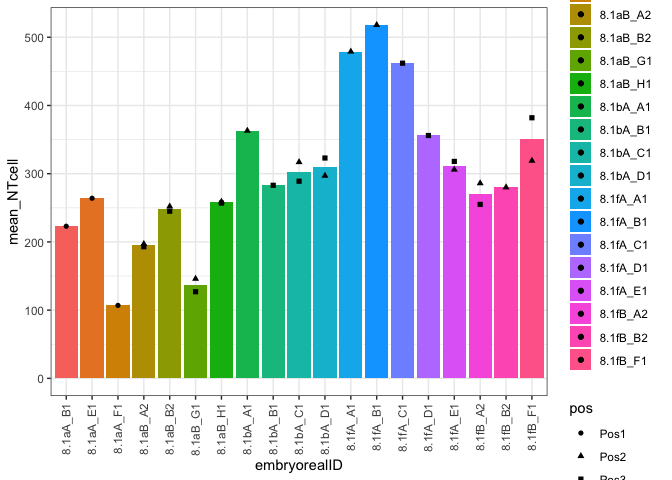 mean_NTcell
500
400
300
200
100
0
8.1aA_B1
8.1aA_E1
8.1aA_F1
8.1aB_A2
8.1aB_B2
8.1aB_G1
8.1aB_H1
8.1bA_A1
8.1bA_B1
8.1bA_C1
8.1bA_D1
8.1fA_A1
8.1fA_B1
8.1fA_C1
8.1fA_D1
8.1fA_E1
8.1fB_A2
8.1fB_B2
8.1fB_F1
embryorealID
8.1aB_A2
8.1aB_B2
8.1aB_G1
8.1aB_H1
8.1bA_A1
8.1bA_B1
8.1bA_C1
8.1bA_D1
8.1fA_A1
8.1fA_B1
8.1fA_C1
8.1fA_D1
8.1fA_E1
8.1fB_A2
8.1fB_B2
8.1fB_F1
pos
Pos1
Pos2
Pos3